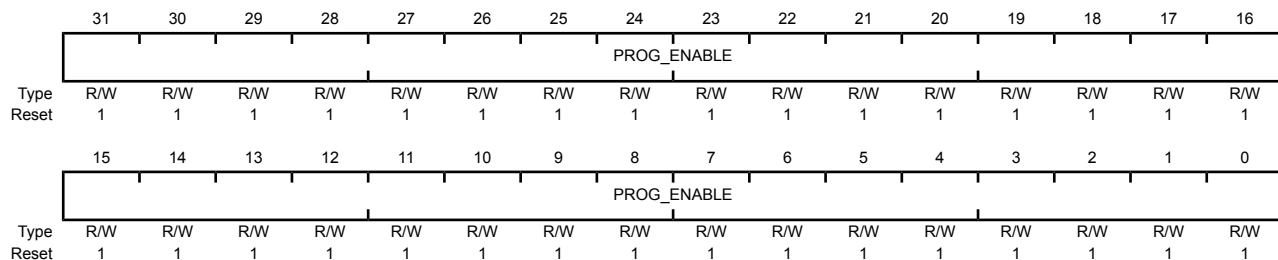 31 30 29 28 27 26 25 24 23 22 21 20 19 18 17 16
PROG_ENABLE
Type R/W R/W R/W R/W R/W R/W R/W R/W R/W R/W R/W R/W R/W R/W R/W R/W
Reset 1 1 1 1 1 1 1 1 1 1 1 1 1 1 1 1
15 14 13 12 11 10 9 8 7 6 5 4 3 2 1 0
PROG_ENABLE
Type R/W R/W R/W R/W R/W R/W R/W R/W R/W R/W R/W R/W R/W R/W R/W R/W
Reset 1 1 1 1 1 1 1 1 1 1 1 1 1 1 1 1